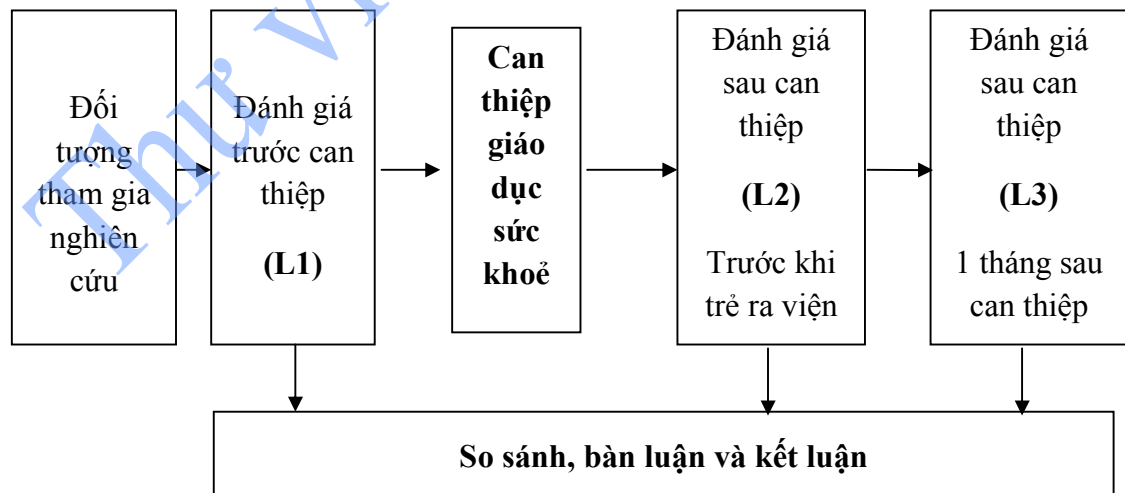 Đối
tượng
tham gia
nghiên
cứu
Đánh giá
trước can
thiệp
(L1)
Can
thiệp
giáo
dục
sức
khoẻ
Đánh giá
sau can
thiệp
(L2)
Trước khi
trẻ ra viện
Đánh giá
sau can
thiệp
(L3)
1 tháng sau
can thiệp
So sánh, bàn luận và kết luận
Thư